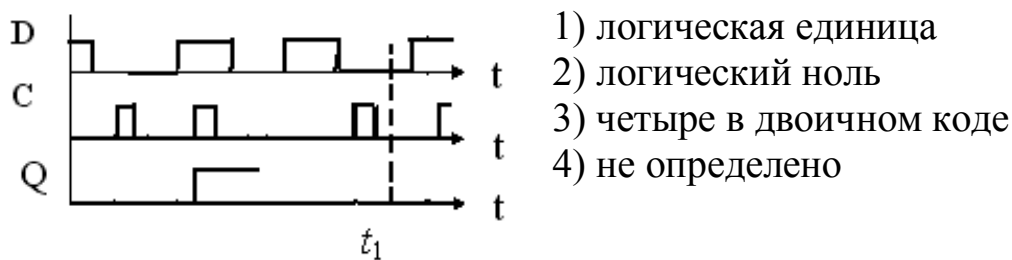 D
t
C
t
Q
t
t₁
1) логическая единица
2) логический ноль
3) четыре в двоичном коде
4) не определено